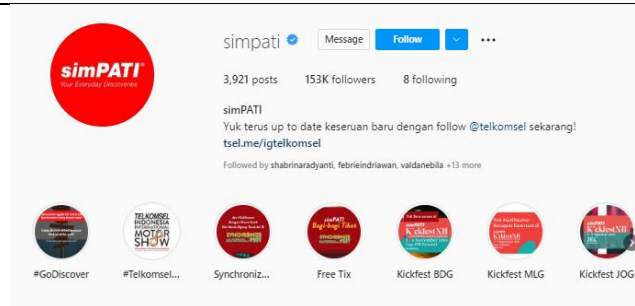 simPATI
Your Everyday Discoveries
simpati Message Follow
3,921 posts 153K followers 8 following
simPATI
Yuk terus up to date keseruan baru dengan follow @telkomsel sekarang!
tsel.me/igtelkomsel
Followed by shabrinaradyanti, febrieindriawan, valdanebila +13 more
TELKOMSEL
INDONESIA
INTERNATIONAL
MOTOR
SHOW
simPATI
Bagi-bagi Tiket
Kickfest XII
Kickfest XII
Kickfest XII
#GoDiscover #Telkomsel... Synchroniz... Free Tix Kickfest BDG Kickfest MLG Kickfest JOG